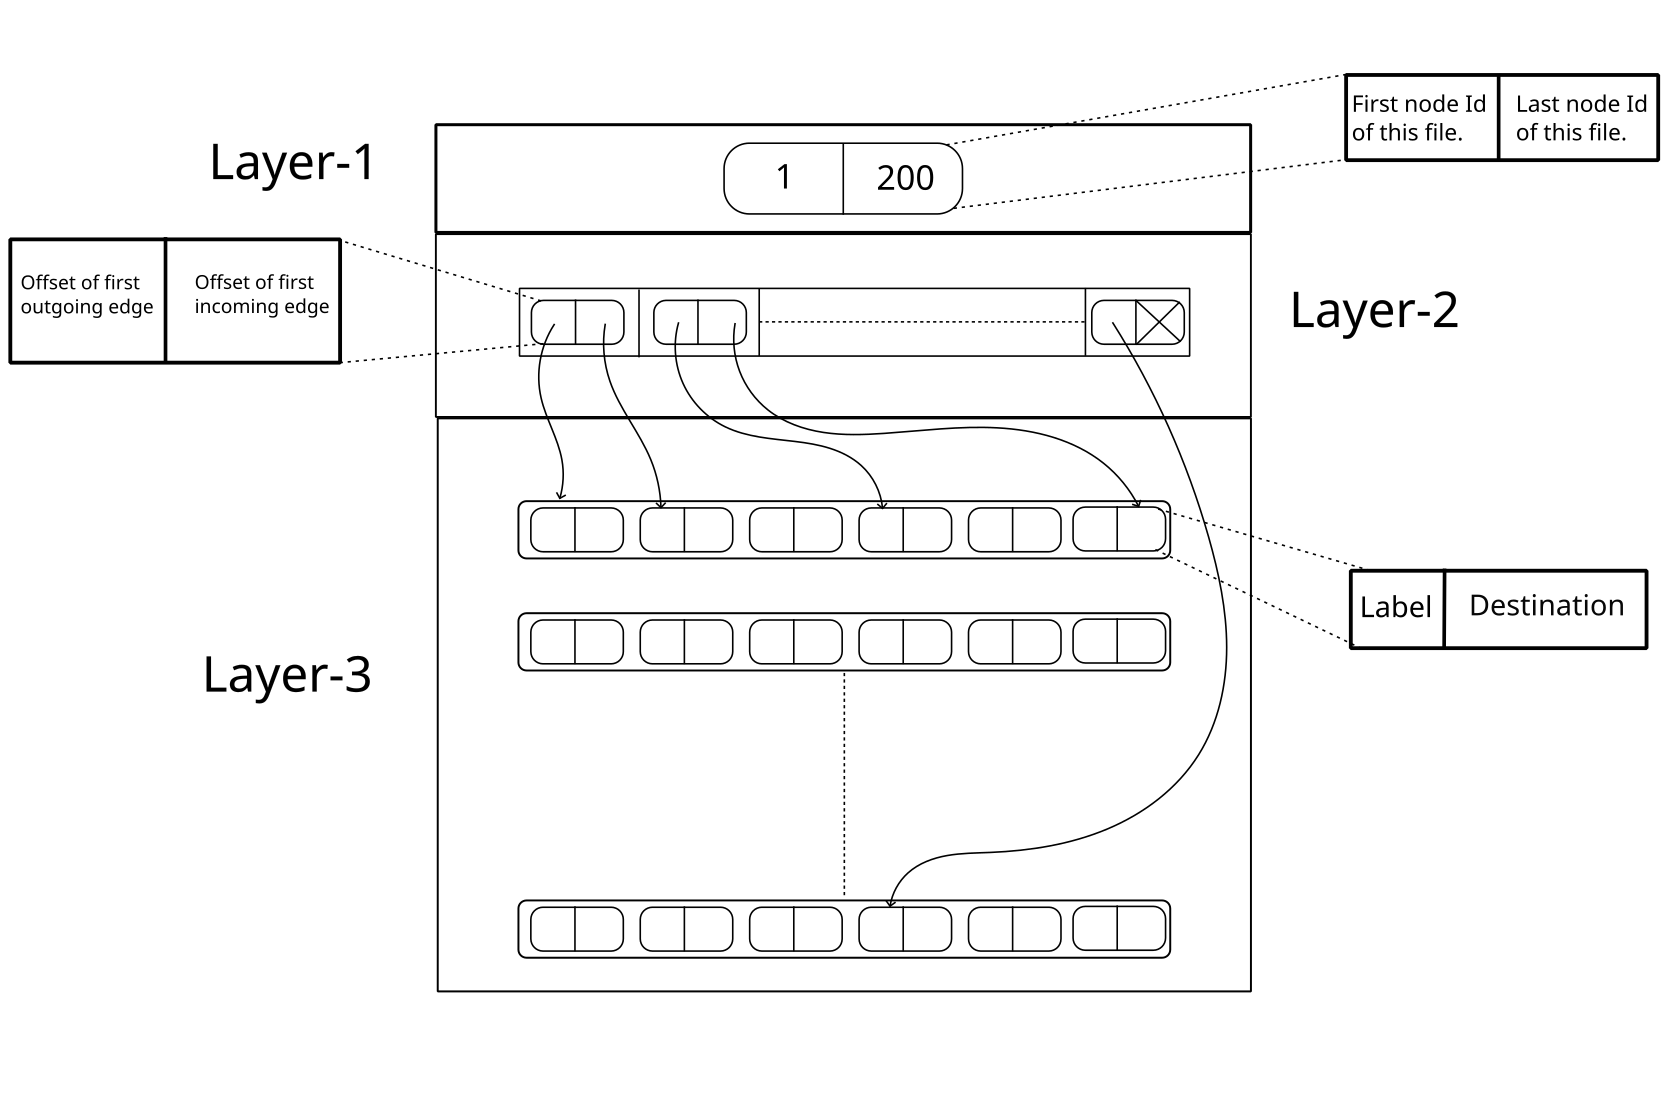 First node Id
of this file.
Last node Id
of this file.
Layer-1
1
200
Offset of first
outgoing edge
Offset of first
incoming edge
Layer-2
Label
Destination
Layer-3